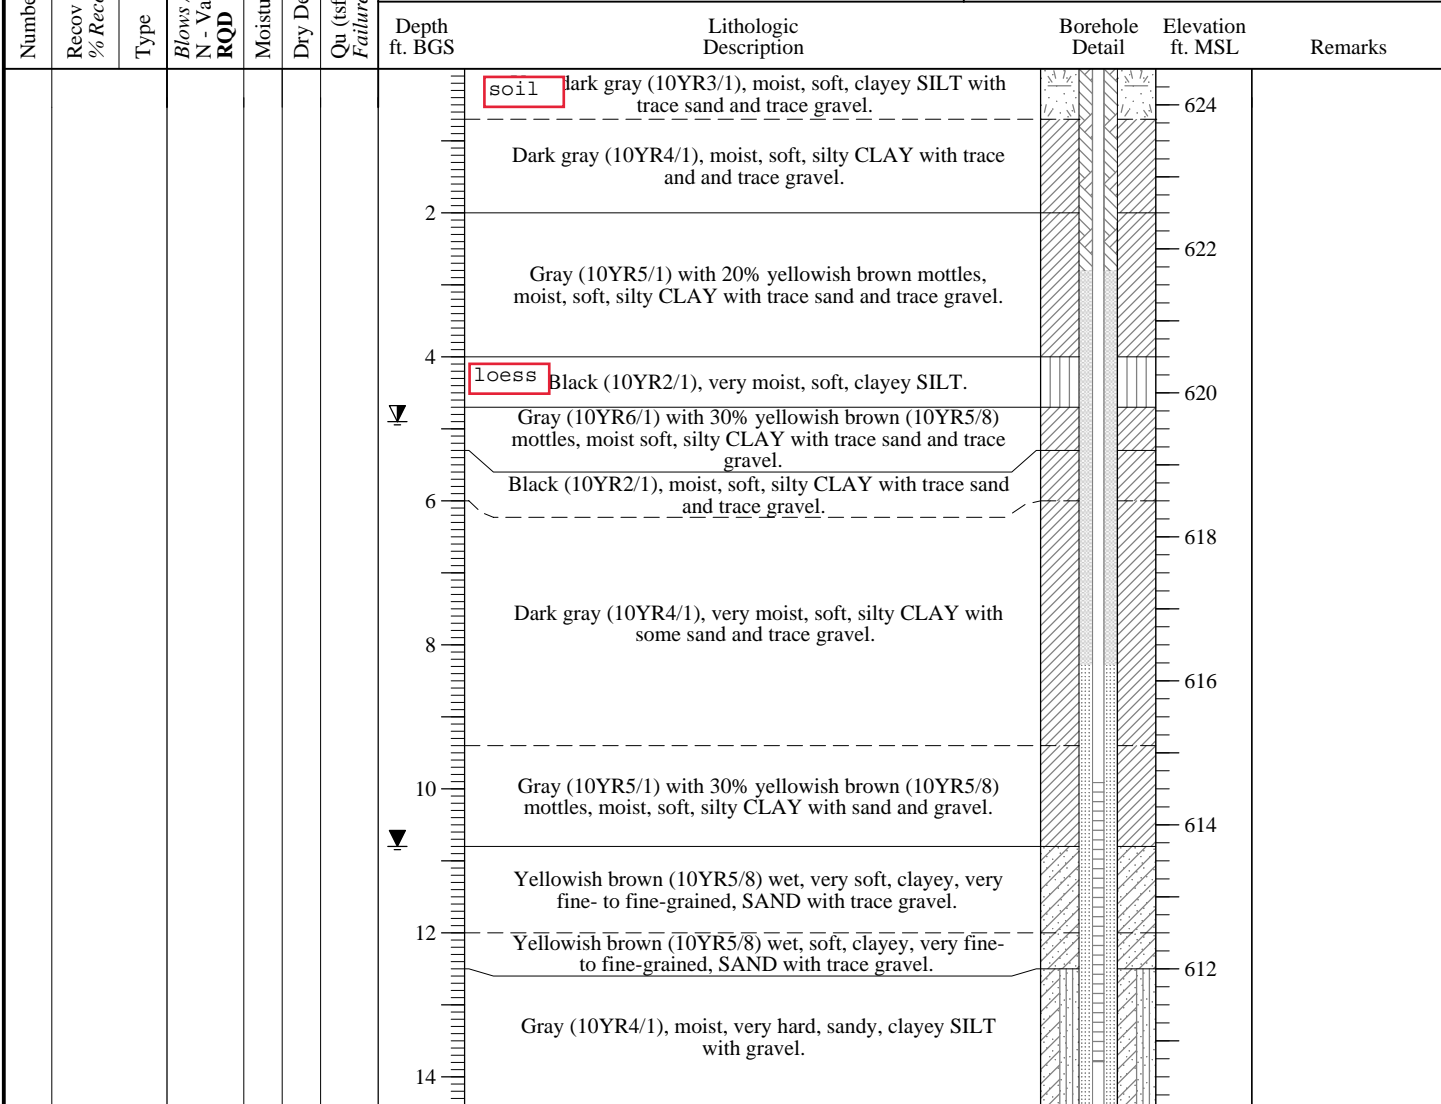 Recov
% Rece
Type
N - Va
RQD
Qu (tsf
Failure
Depth
ft. BGS
Lithologic
Description
Borehole
Detail
Elevation
ft. MSL
Remarks
soil
dark gray (10YR3/1), moist, soft, clayey SILT with
trace sand and trace gravel.
624
Dark gray (10YR4/1), moist, soft, silty CLAY with trace
and and trace gravel.
2
622
Gray (10YR5/1) with 20% yellowish brown mottles,
moist, soft, silty CLAY with trace sand and trace gravel.
4
loess
Black (10YR2/1), very moist, soft, clayey SILT.
620
Gray (10YR6/1) with 30% yellowish brown (10YR5/8)
mottles, moist soft, silty CLAY with trace sand and trace
gravel.
Black (10YR2/1), moist, soft, silty CLAY with trace sand
and trace gravel.
6
618
Dark gray (10YR4/1), very moist, soft, silty CLAY with
some sand and trace gravel.
8
616
Gray (10YR5/1) with 30% yellowish brown (10YR5/8)
mottles, moist, soft, silty CLAY with sand and gravel.
10
614
Yellowish brown (10YR5/8) wet, very soft, clayey, very
fine- to fine-grained, SAND with trace gravel.
12
Yellowish brown (10YR5/8) wet, soft, clayey, very fine-
to fine-grained, SAND with trace gravel.
612
Gray (10YR4/1), moist, very hard, sandy, clayey SILT
with gravel.
14